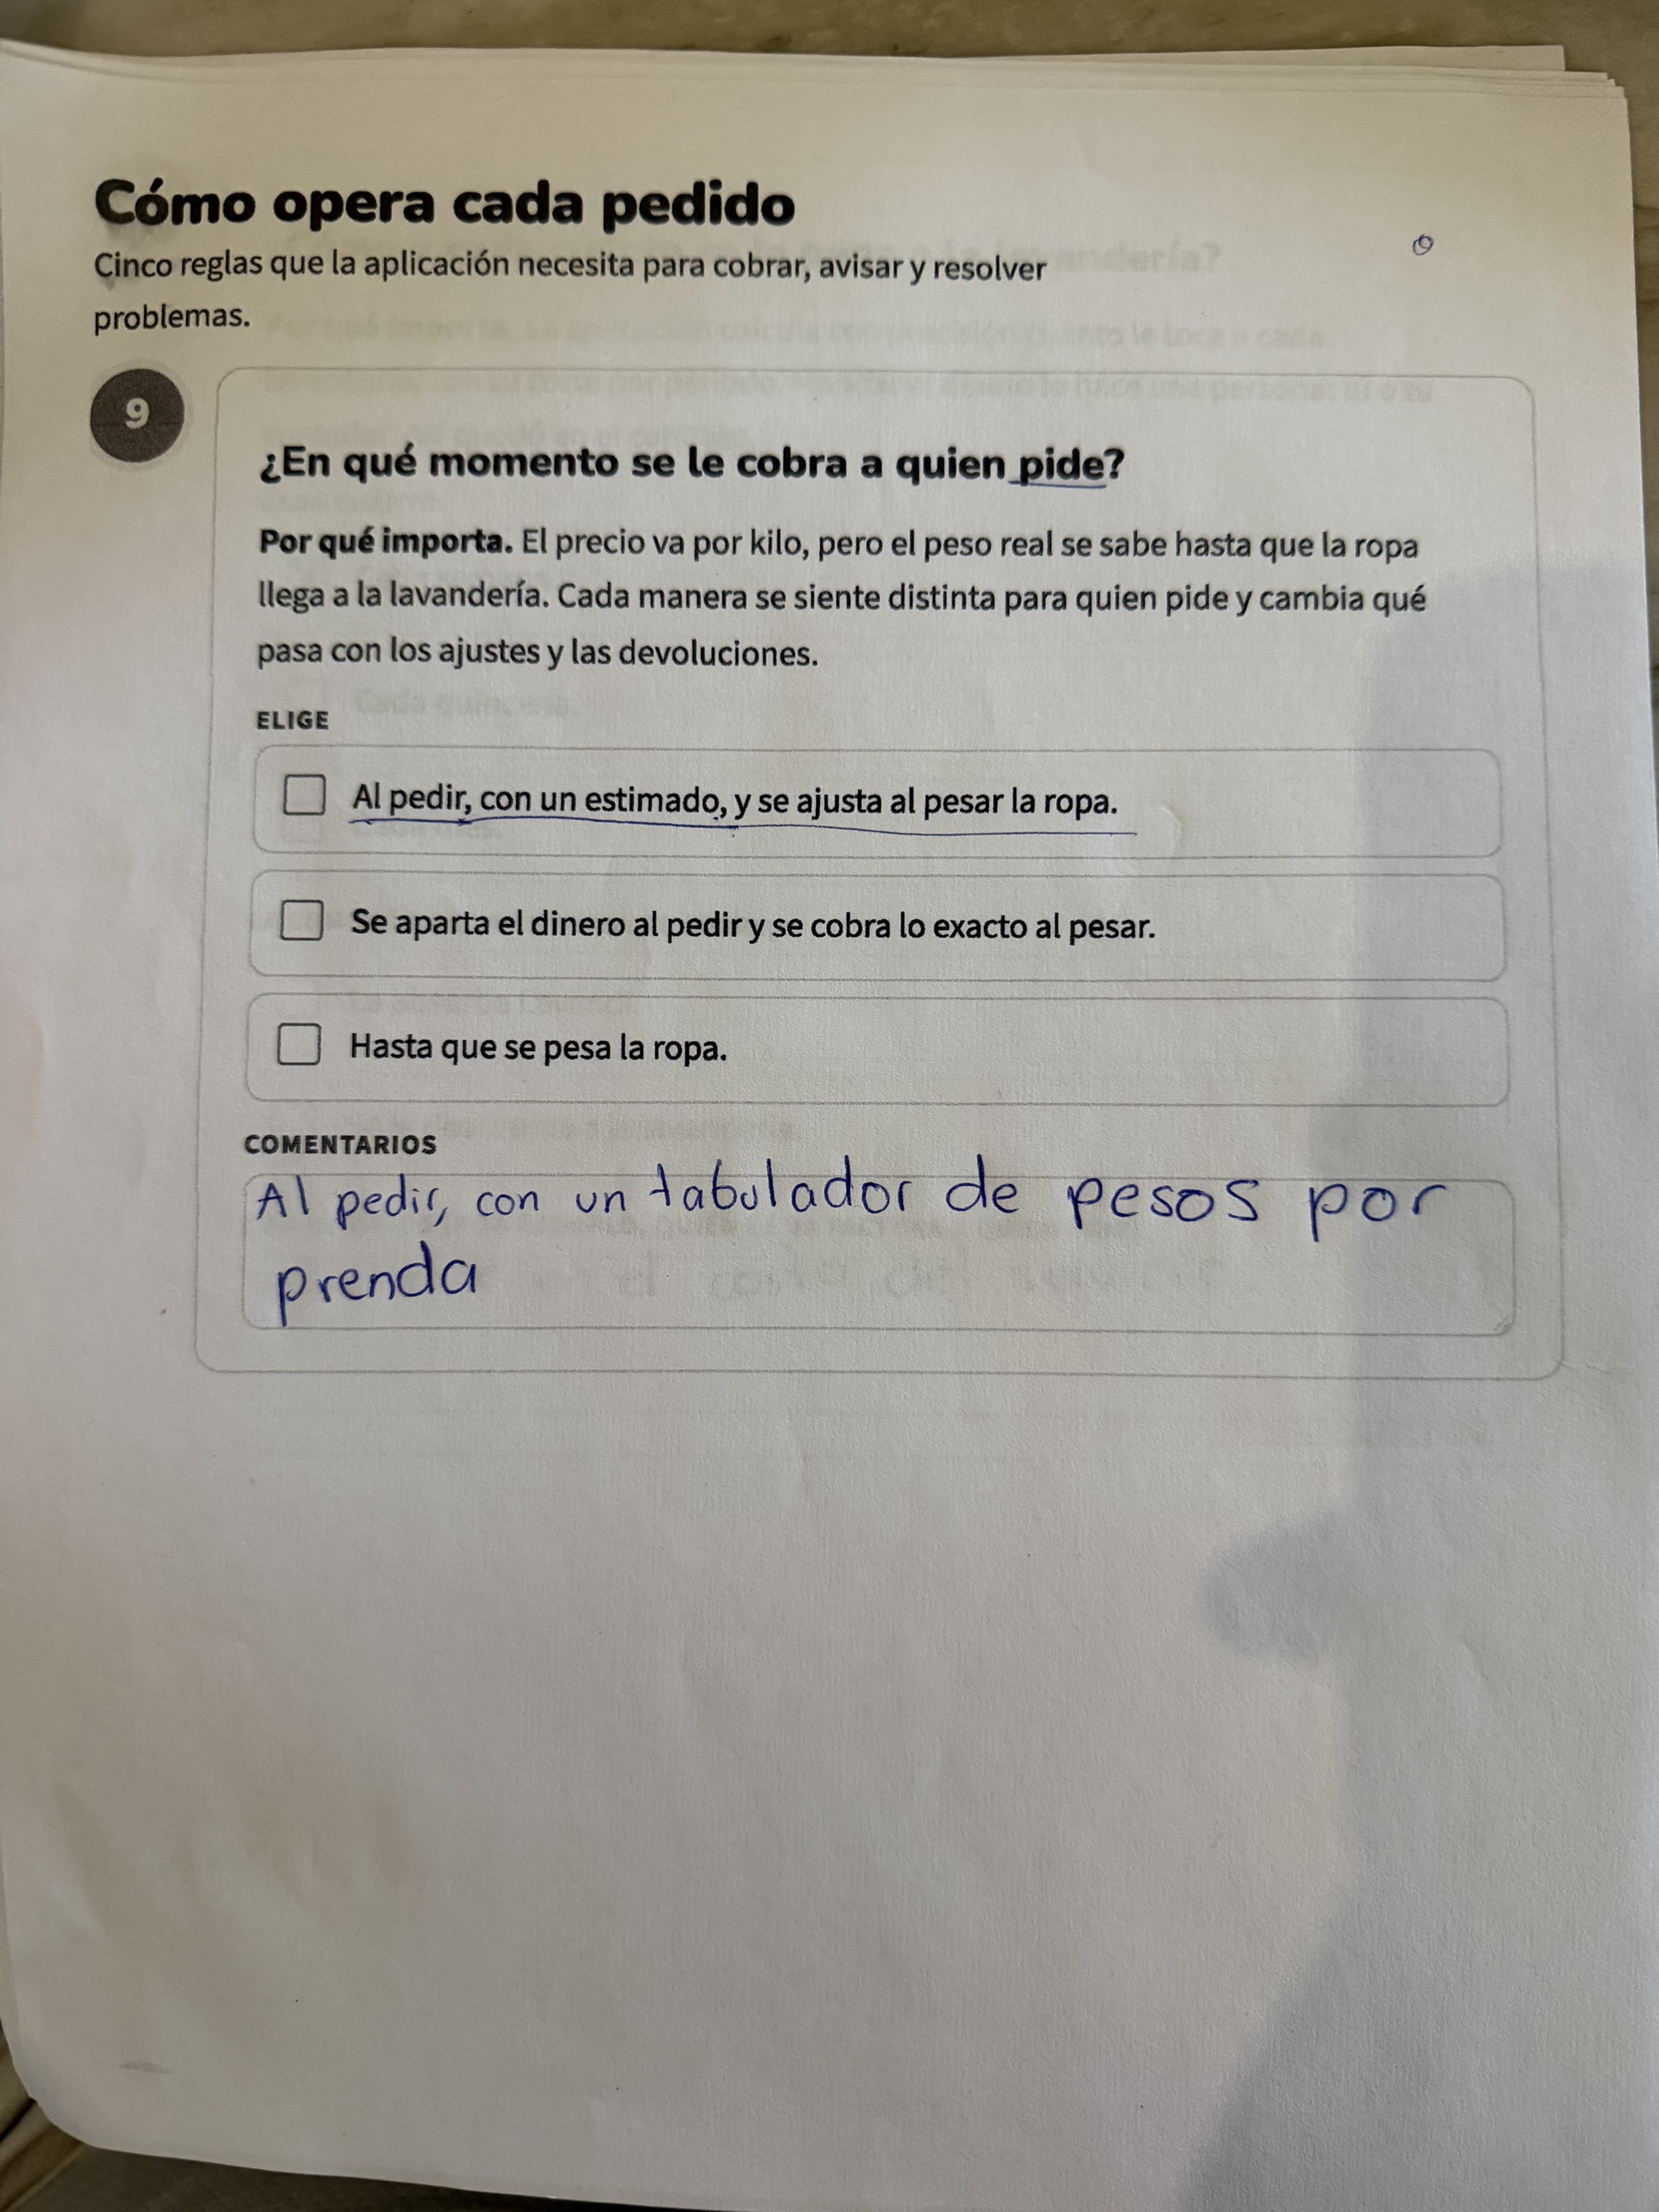 Cómo opera cada pedido
Cinco reglas que la aplicación necesita para cobrar, avisar y resolver
problemas.
9
¿En qué momento se le cobra a quien pide?
Por qué importa. El precio va por kilo, pero el peso real se sabe hasta que la ropa
llega a la lavandería. Cada manera se siente distinta para quien pide y cambia qué
pasa con los ajustes y las devoluciones.
ELIGE
Al pedir, con un estimado, y se ajusta al pesar la ropa.
Se aparta el dinero al pedir y se cobra lo exacto al pesar.
Hasta que se pesa la ropa.
COMENTARIOS
Al pedir, con un tabulador de pesos por
prenda